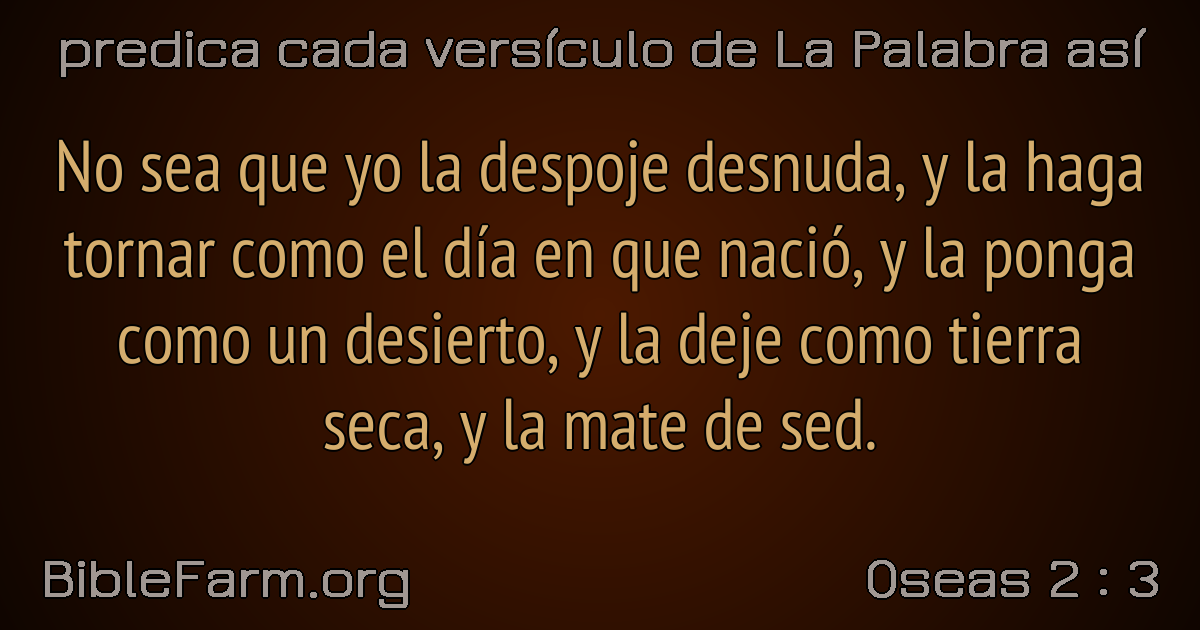 predica cada versículo de La Palabra así
No sea que yo la despoje desnuda, y la haga
tornar como el día en que nació, y la ponga
como un desierto, y la deje como tierra
seca, y la mate de sed.
BibleFarm.org
Oseas 2 : 3